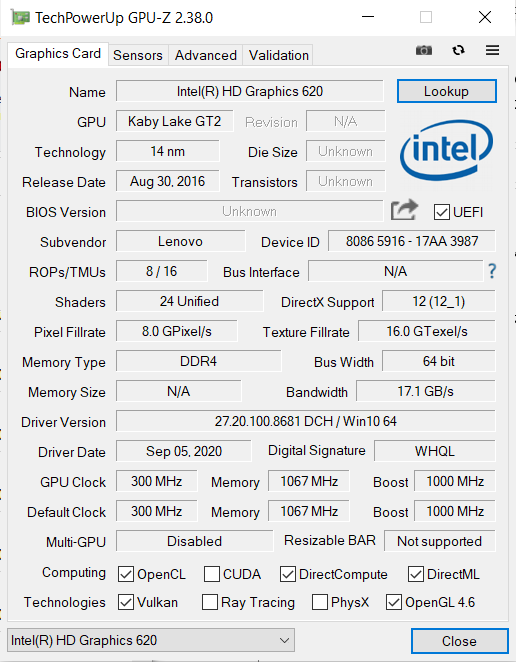 TechPowerUp GPU-Z 2.38.0
Graphics Card Sensors Advanced Validation
Name Intel(R) HD Graphics 620 Lookup
GPU Kaby Lake GT2 Revision N/A
Technology 14 nm Die Size Unknown
intel
Release Date Aug 30, 2016 Transistors Unknown
BIOS Version Unknown UEFI
Subvendor Lenovo Device ID 8086 5916 - 17AA 3987
ROPs/TMUs 8 / 16 Bus Interface N/A ?
Shaders 24 Unified DirectX Support 12 (12_1)
Pixel Fillrate 8.0 GPixel/s Texture Fillrate 16.0 GTexel/s
Memory Type DDR4 Bus Width 64 bit
Memory Size N/A Bandwidth 17.1 GB/s
Driver Version 27.20.100.8681 DCH / Win10 64
Driver Date Sep 05, 2020 Digital Signature WHQL
GPU Clock 300 MHz Memory 1067 MHz Boost 1000 MHz
Default Clock 300 MHz Memory 1067 MHz Boost 1000 MHz
Multi-GPU Disabled Resizable BAR Not supported
Computing OpenCL CUDA DirectCompute DirectML
Technologies Vulkan Ray Tracing PhysX OpenGL 4.6
Intel(R) HD Graphics 620 Close